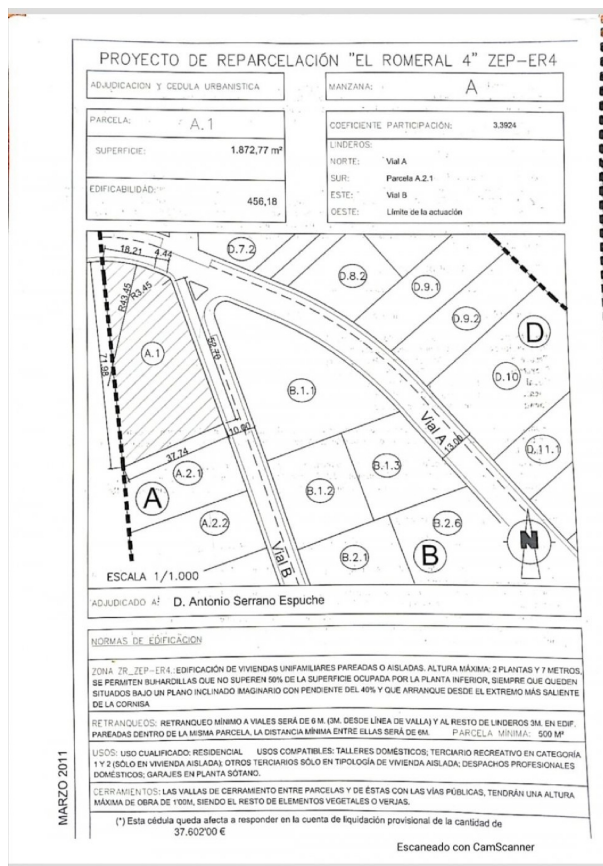 PROYECTO DE REPARCELACIÓN "EL ROMERAL 4" ZEP-ER4
ADJUDICACION Y CEDULA URBANISTICA
MANZANA: A
PARCELA: A.1
SUPERFICIE: 1.872,77 m²
EDIFICABILIDAD: 456,18
COEFICIENTE PARTICIPACIÓN: 3.3924
LINDEROS:
NORTE: Vial A
SUR: Parcela A.2.1
ESTE: Vial B
OESTE: Límite de la actuación
18.21 4.44
D.7.2
D.8.2
D.9.1
R43.45
R3.45
D.9.2
D
71.98
A.1
52.70
D.10
B.1.1
Vial A
13.00
37.74
10.00
D.11.1
A.2.1
B.1.3
A
B.1.2
A.2.2
B.2.6
N
Vial B
B.2.1
B
ESCALA 1/1.000
ADJUDICADO A: D. Antonio Serrano Espuche
NORMAS DE EDIFICACIÓN
ZONA ZR_ZEP-ER4.:EDIFICACIÓN DE VIVIENDAS UNIFAMILIARES PAREADAS O AISLADAS. ALTURA MÁXIMA: 2 PLANTAS Y 7 METROS,
SE PERMITEN BUHARDILLAS QUE NO SUPEREN 50% DE LA SUPERFICIE OCUPADA POR LA PLANTA INFERIOR, SIEMPRE QUE QUEDEN
SITUADOS BAJO UN PLANO INCLINADO IMAGINARIO CON PENDIENTE DEL 40% Y QUE ARRANQUE DESDE EL EXTREMO MÁS SALIENTE
DE LA CORNISA
RETRANQUEOS: RETRANQUEO MÍNIMO A VIALES SERÁ DE 6 M. (3M. DESDE LÍNEA DE VALLA) Y AL RESTO DE LINDEROS 3M. EN EDIF.
PAREADAS DENTRO DE LA MISMA PARCELA, LA DISTANCIA MÍNIMA ENTRE ELLAS SERÁ DE 6M. PARCELA MÍNIMA: 500 M²
USOS: USO CUALIFICADO: RESIDENCIAL USOS COMPATIBLES: TALLERES DOMÉSTICOS; TERCIARIO RECREATIVO EN CATEGORÍA
1 Y 2 (SÓLO EN VIVIENDA AISLADA); OTROS TERCIARIOS SÓLO EN TIPOLOGÍA DE VIVIENDA AISLADA; DESPACHOS PROFESIONALES
DOMÉSTICOS; GARAJES EN PLANTA SÓTANO.
CERRAMIENTOS: LAS VALLAS DE CERRAMIENTO ENTRE PARCELAS Y DE ÉSTAS CON LAS VÍAS PÚBLICAS, TENDRÁN UNA ALTURA
MÁXIMA DE OBRA DE 1'00M, SIENDO EL RESTO DE ELEMENTOS VEGETALES O VERJAS.
(*) Esta cédula queda afecta a responder en la cuenta de liquidación provisional de la cantidad de
37.602'00 €
MARZO 2011
Escaneado con CamScanner